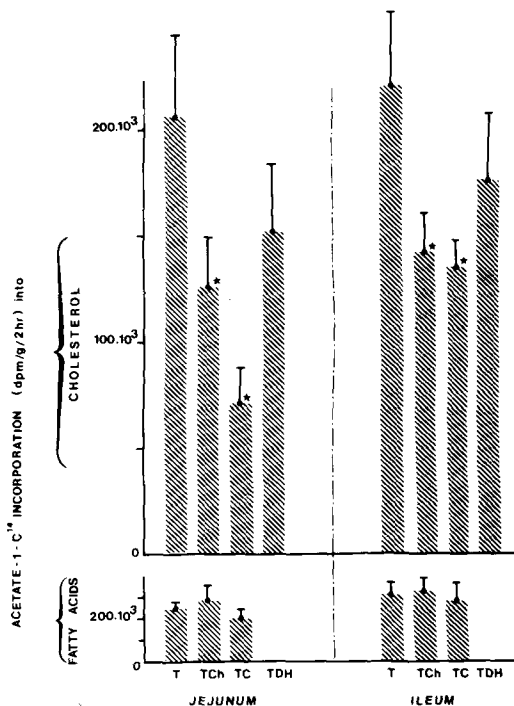 ACETATE-1-C¹⁴ INCORPORATION (dpm/g/2hr) into
CHOLESTEROL
200.10³
100.10³
0
* * * *
FATTY ACIDS
200.10³
0
T TCh TC TDH T TCh TC TDH
JEJUNUM ILEUM